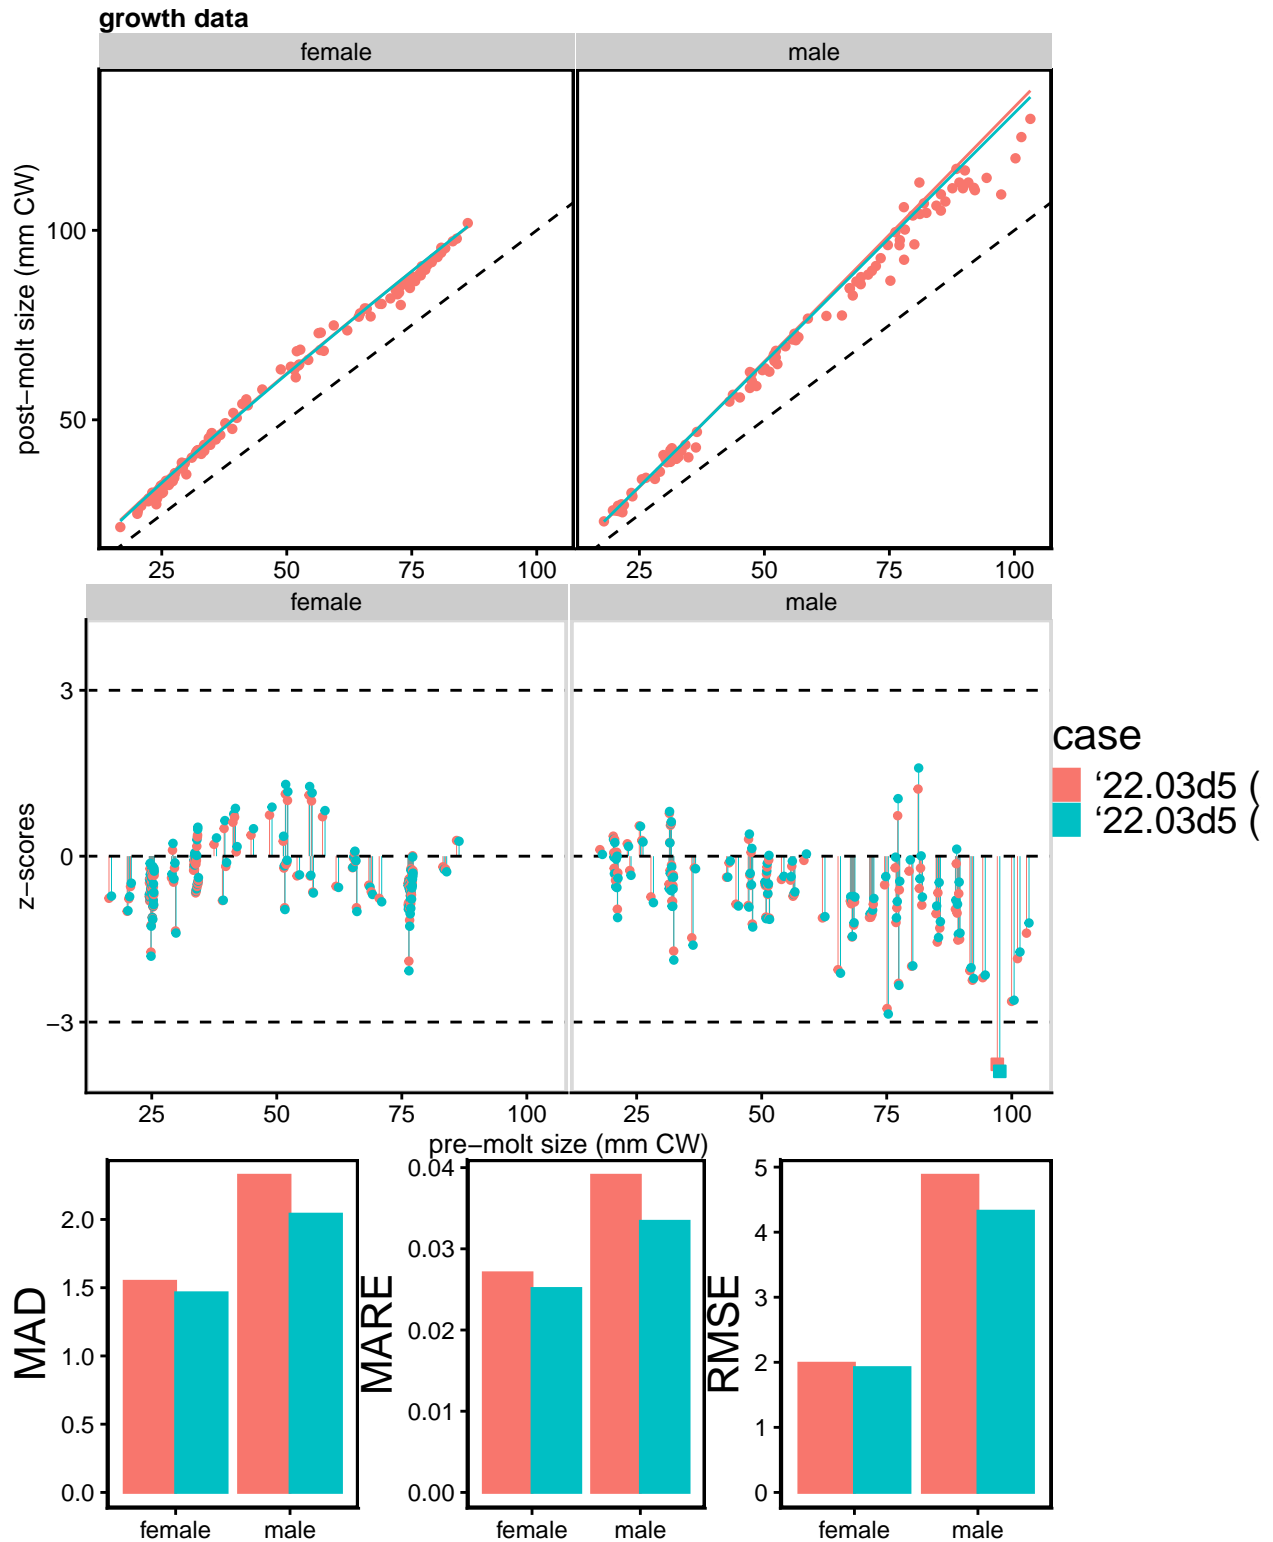 growth data
female male
post−molt size (mm CW)
100
50
25 50 75 100 25 50 75 100
female male
z−scores
3
0
−3
25 50 75 100 25 50 75 100
pre−molt size (mm CW)
case
‘22.03d5 (
‘22.03d5 (
MAD
2.0
1.5
1.0
0.5
0.0
female male
MARE
0.04
0.03
0.02
0.01
0.00
female male
RMSE
5
4
3
2
1
0
female male